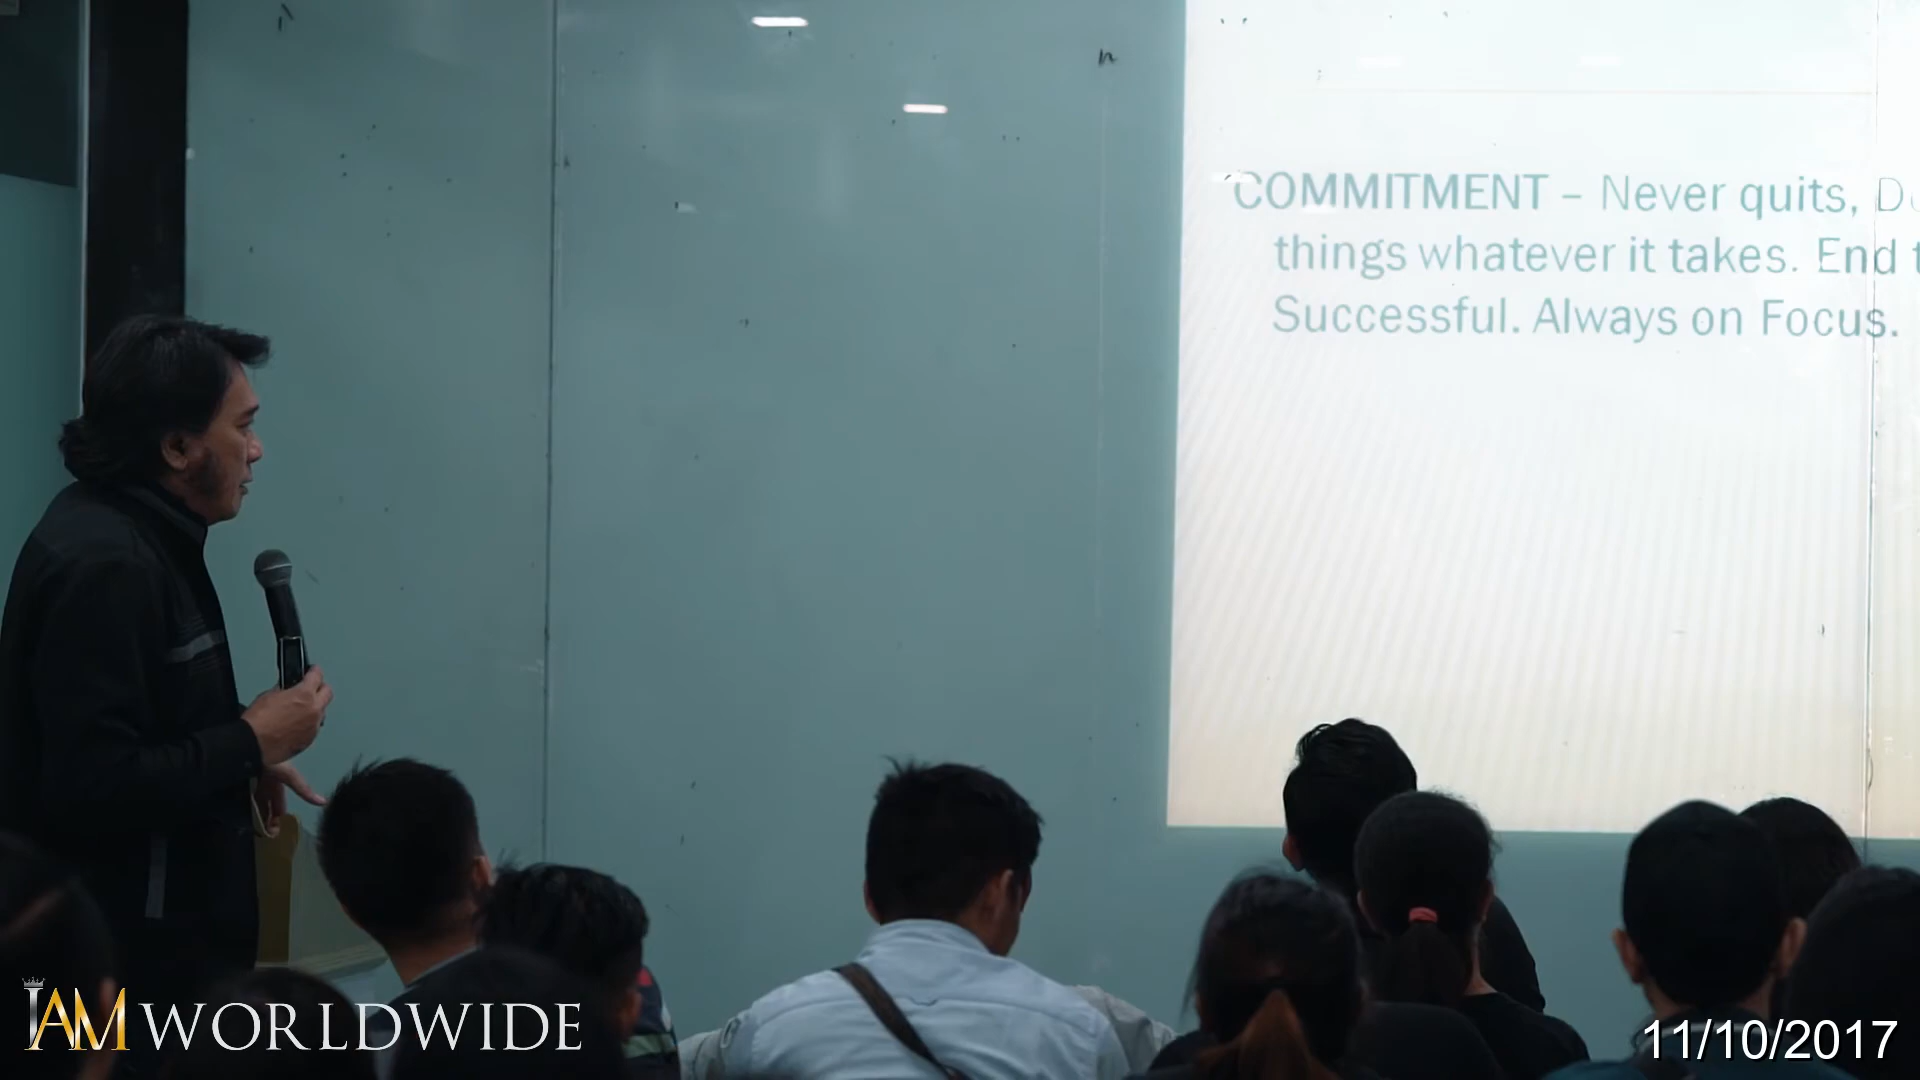 COMMITMENT – Never quits,
things whatever it takes. End
Successful. Always on Focus.
IAM WORLDWIDE
11/10/2017